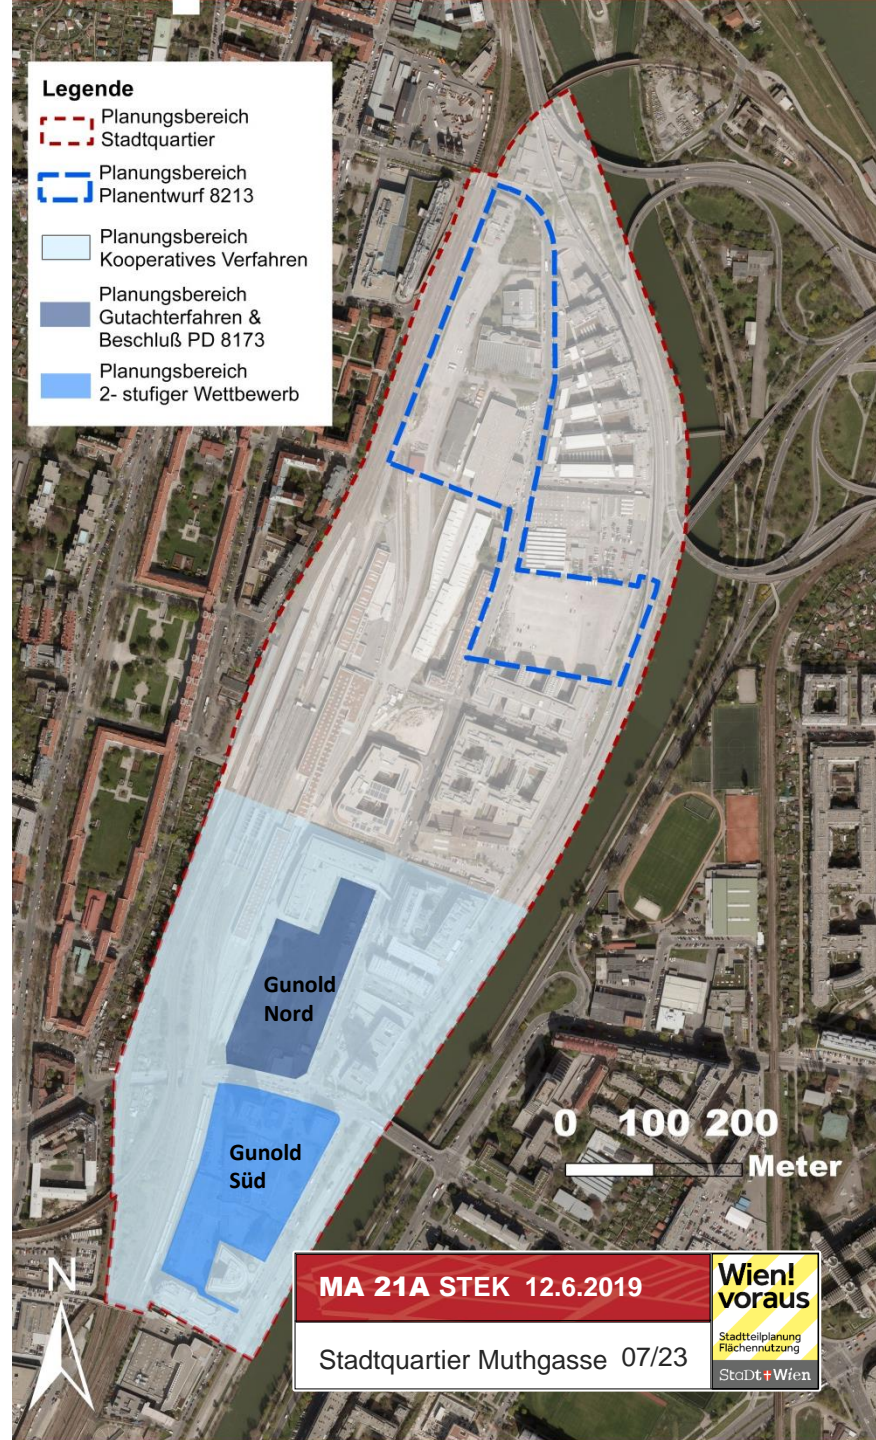 Legende
Planungsbereich
Stadtquartier
Planungsbereich
Planentwurf 8213
Planungsbereich
Kooperatives Verfahren
Planungsbereich
Gutachterfahren &
Beschluß PD 8173
Planungsbereich
2- stufiger Wettbewerb
Gunold
Nord
Gunold
Süd
0 100 200
Meter
N
MA 21A STEK 12.6.2019
Stadtquartier Muthgasse 07/23
Wien!
voraus
Stadtteilplanung
Flächennutzung
StaDt Wien